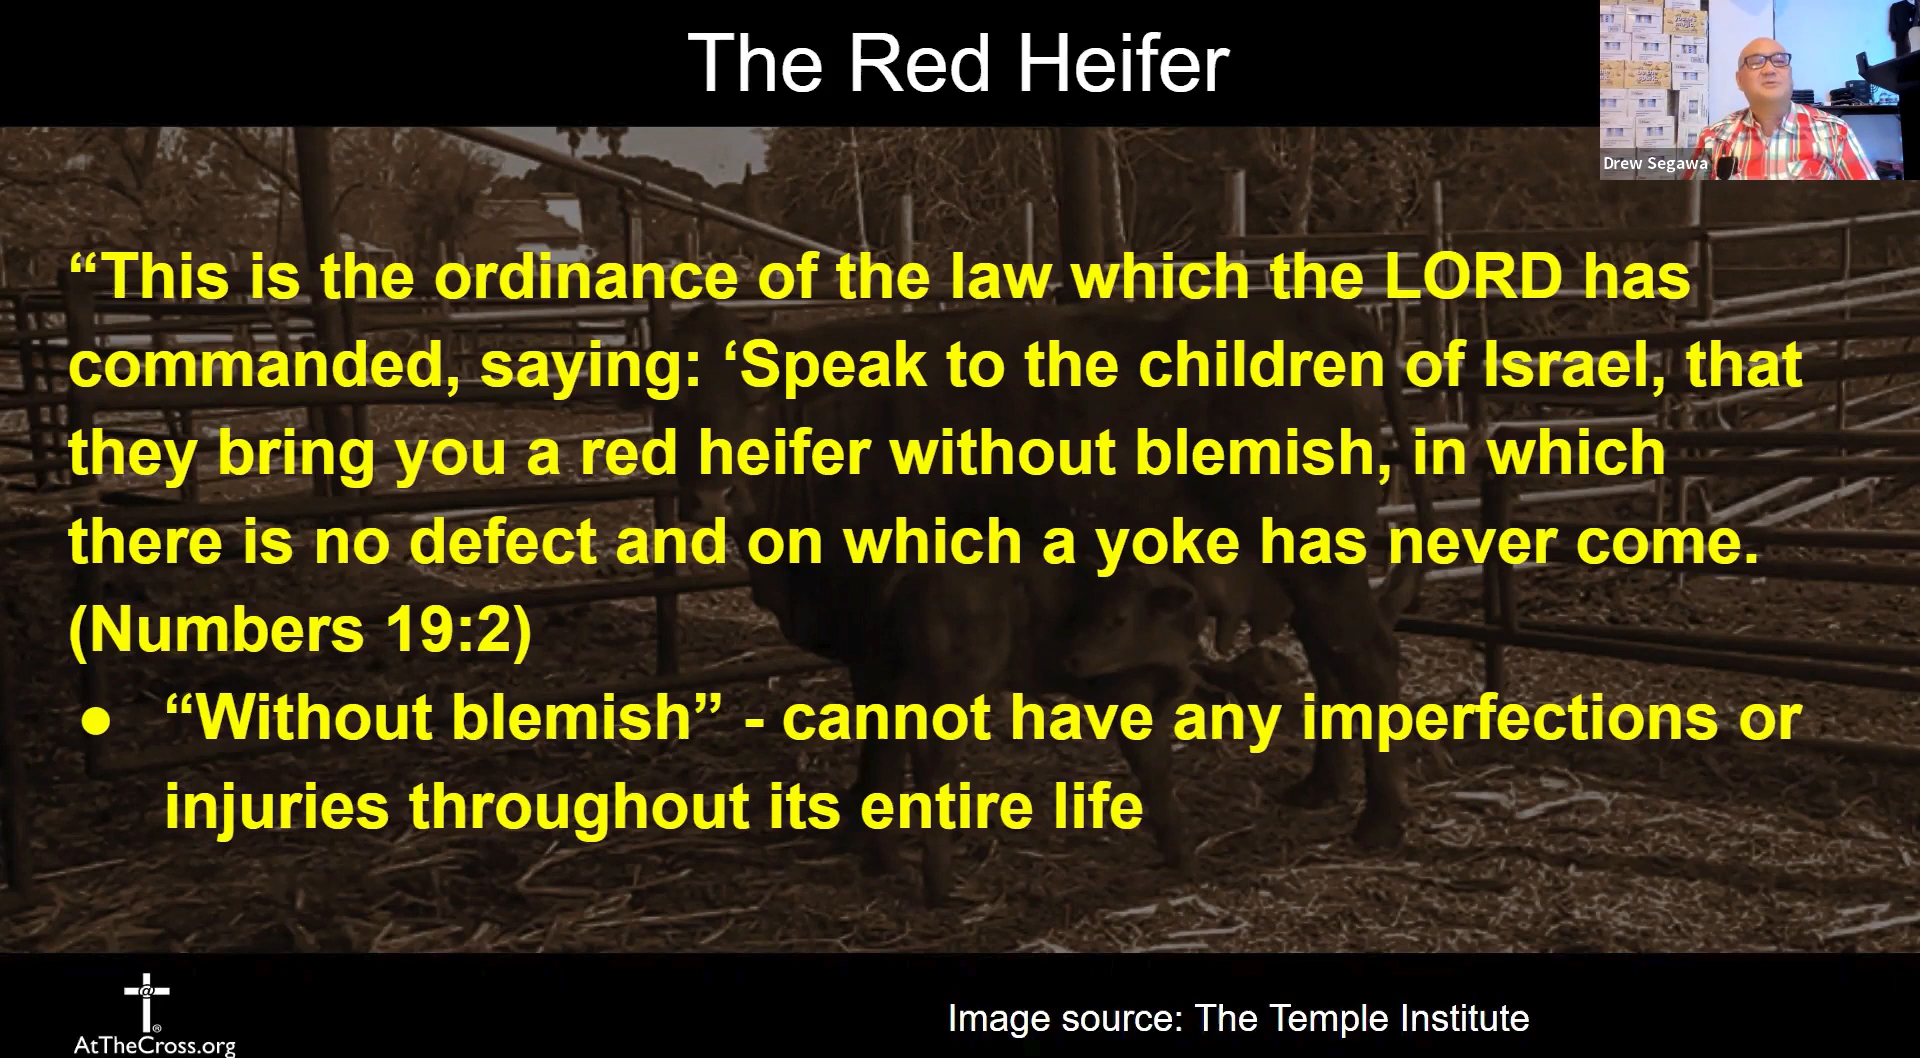 The Red Heifer
Drew Segawa
“This is the ordinance of the law which the LORD has
commanded, saying: ‘Speak to the children of Israel, that
they bring you a red heifer without blemish, in which
there is no defect and on which a yoke has never come.
(Numbers 19:2)
● “Without blemish” - cannot have any imperfections or
injuries throughout its entire life
@
®
AtTheCross.org
Image source: The Temple Institute